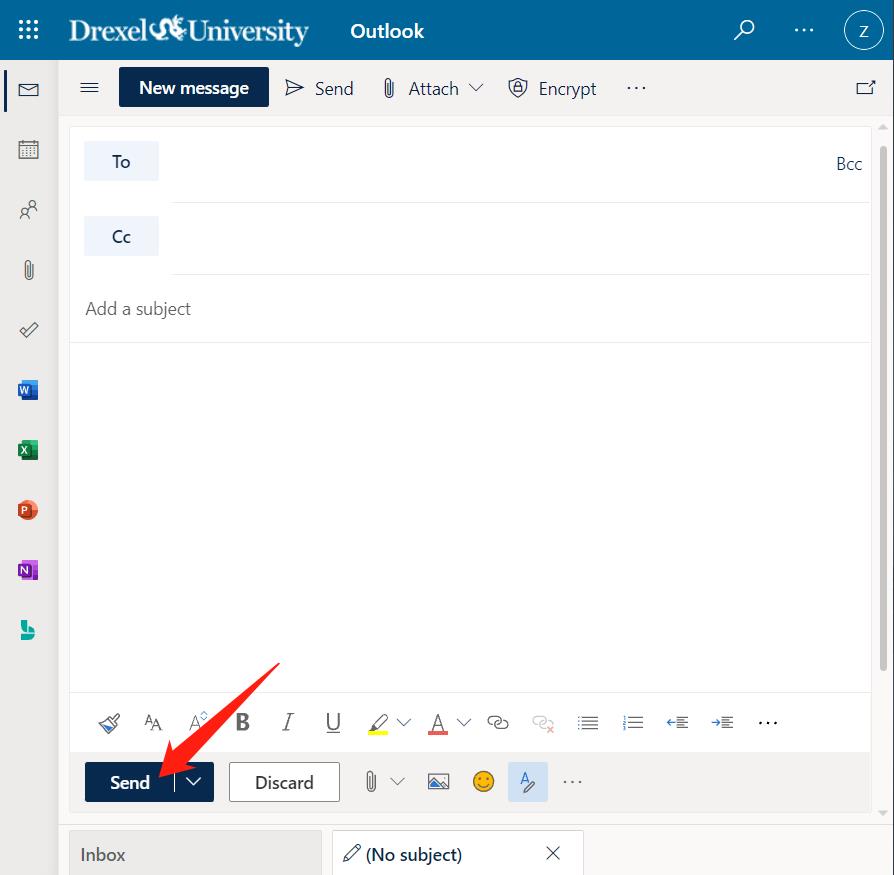 Drexel University Outlook Z
New message Send Attach Encrypt
To Bcc
Cc
Add a subject
B I U A
Send Discard
Inbox (No subject)